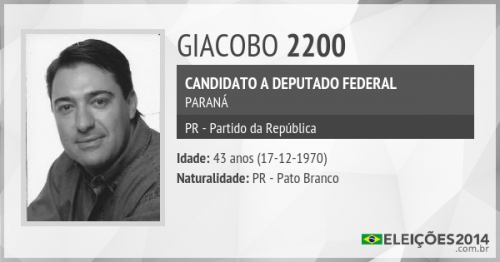 GIACOBO 2200
CANDIDATO A DEPUTADO FEDERAL
PARANÁ
PR - Partido da República
Idade: 43 anos (17-12-1970)
Naturalidade: PR - Pato Branco
ELEIÇÕES2014
.com.br